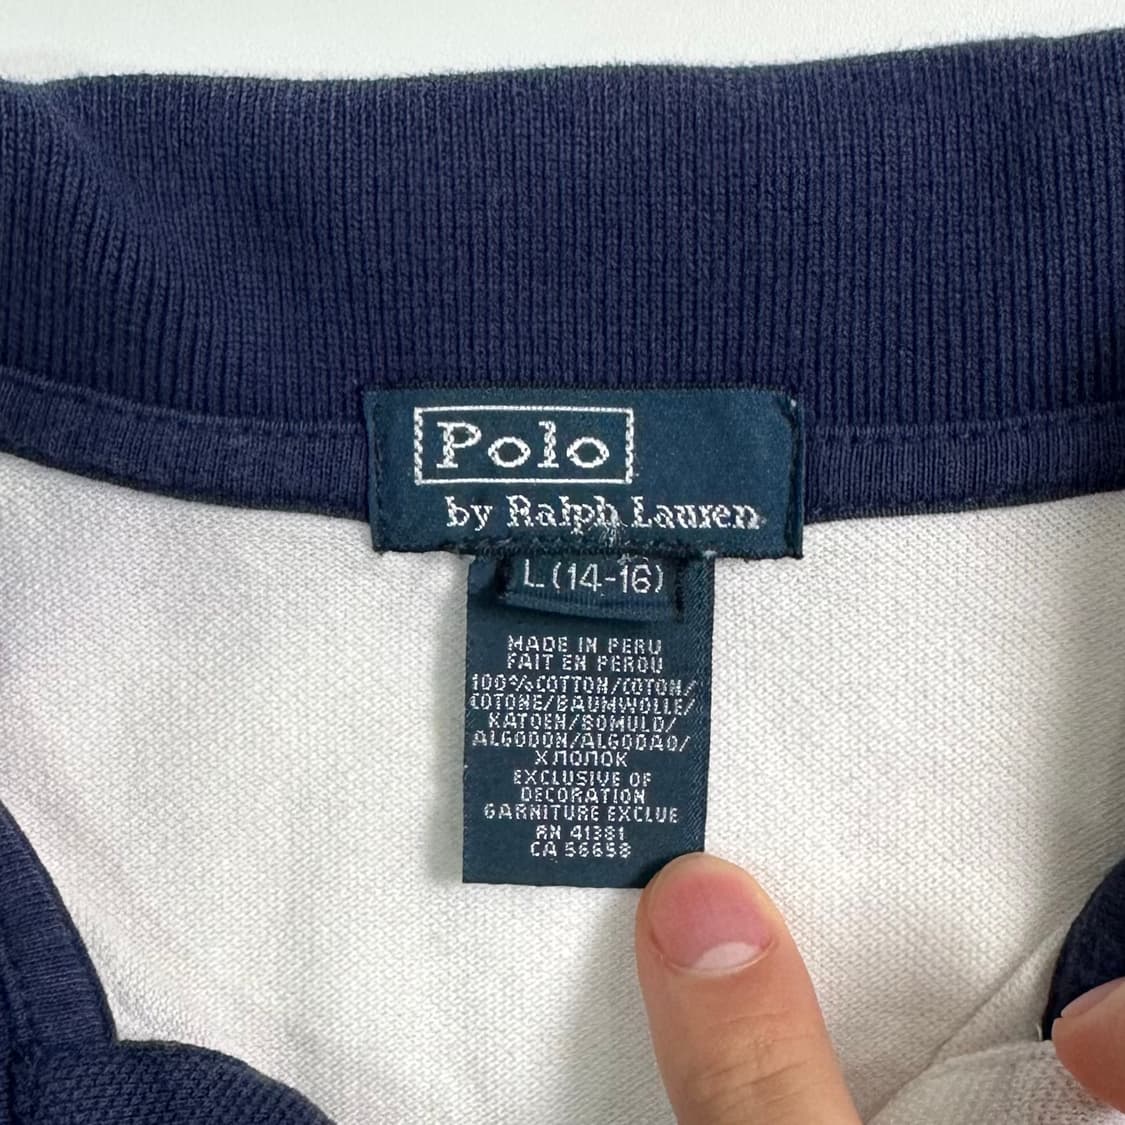 Polo
by Ralph Lauren
L (14-16)
MADE IN PERU
FAIT EN PEROU
100% COTTON/COTON/
COTONE/BAUMWOLLE/
KATOEN/BOMULD/
ALGODON/ALGODAO/
ХЛОПОК
EXCLUSIVE OF
DECORATION
GARNITURE EXCLUE
RN 41381
CA 56658